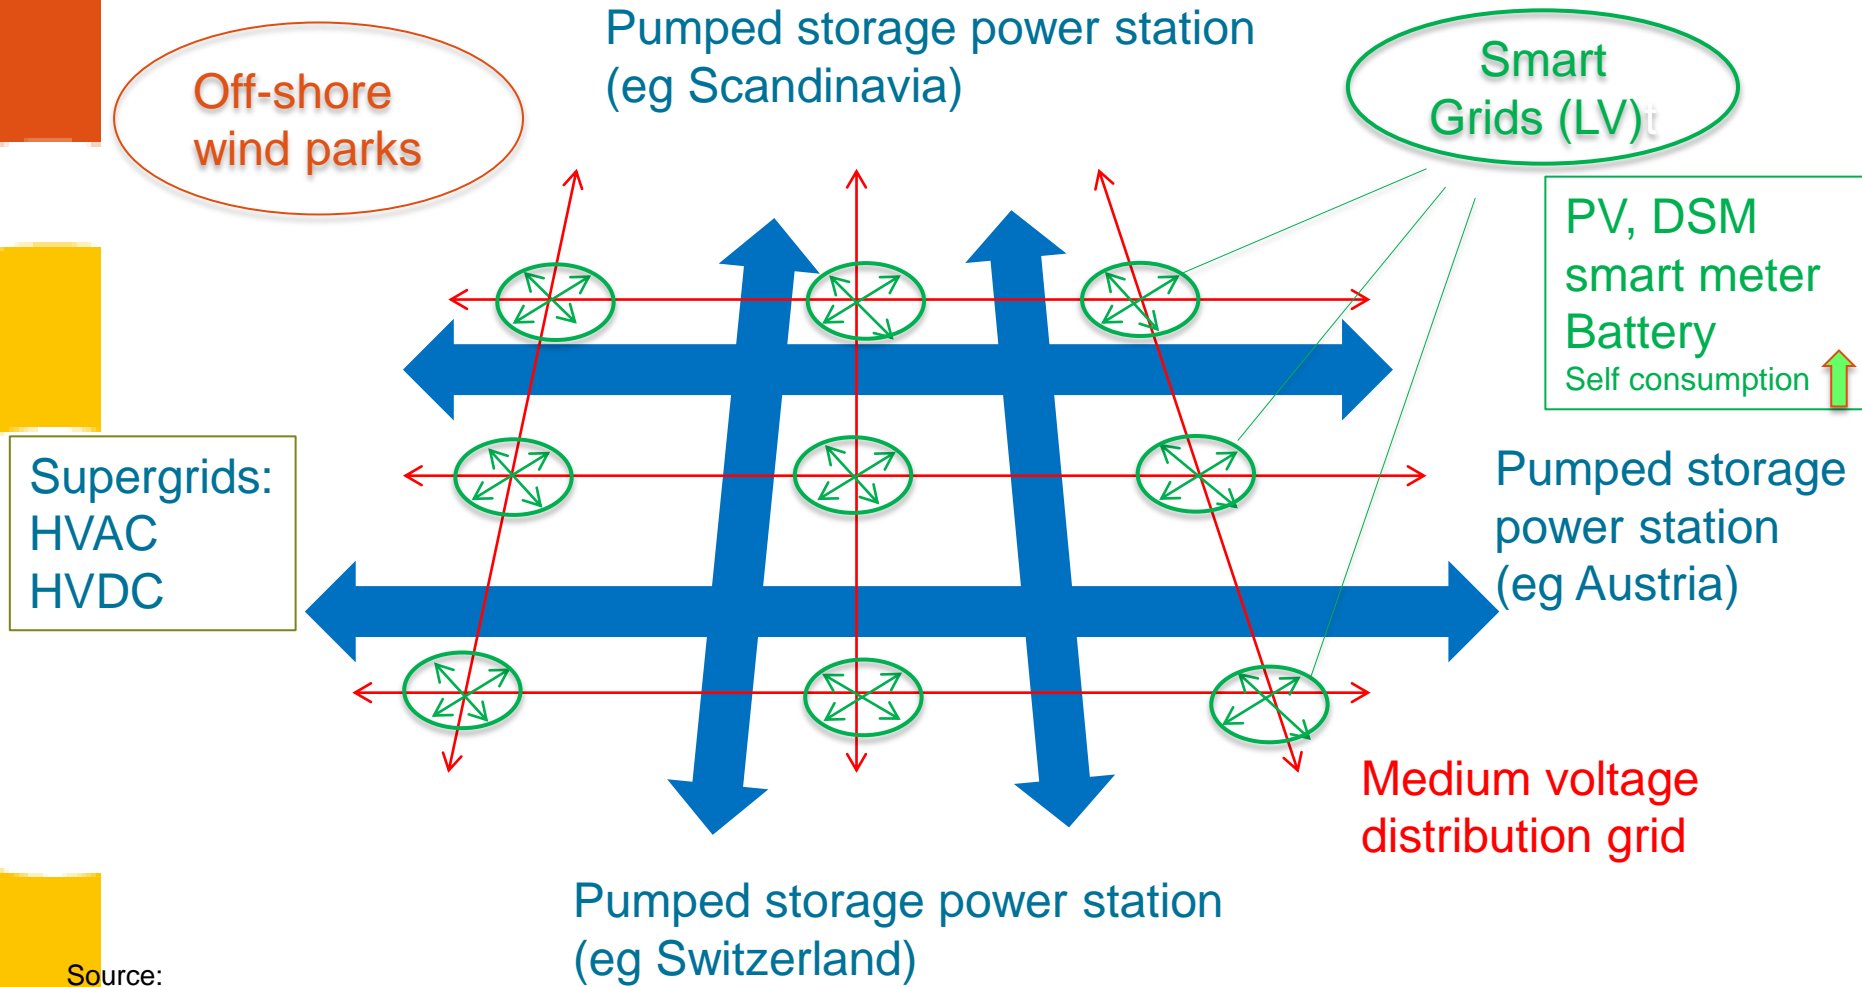 Pumped storage power station
(eg Scandinavia)
Off-shore
wind parks
Smart
Grids (LV)t
PV, DSM
smart meter
Battery
Self consumption
Supergrids:
HVAC
HVDC
Pumped storage
power station
(eg Austria)
Medium voltage
distribution grid
Pumped storage power station
(eg Switzerland)
Source: